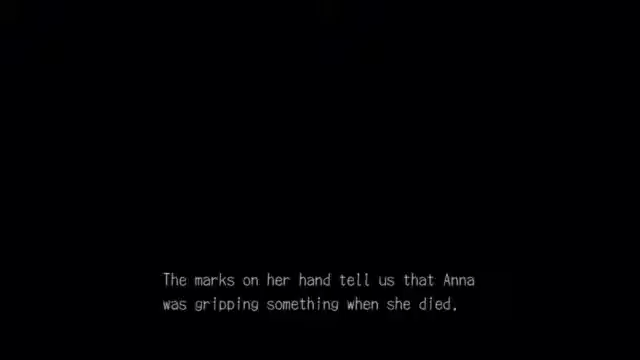 The marks on her hand tell us that Anna
was gripping something when she died.